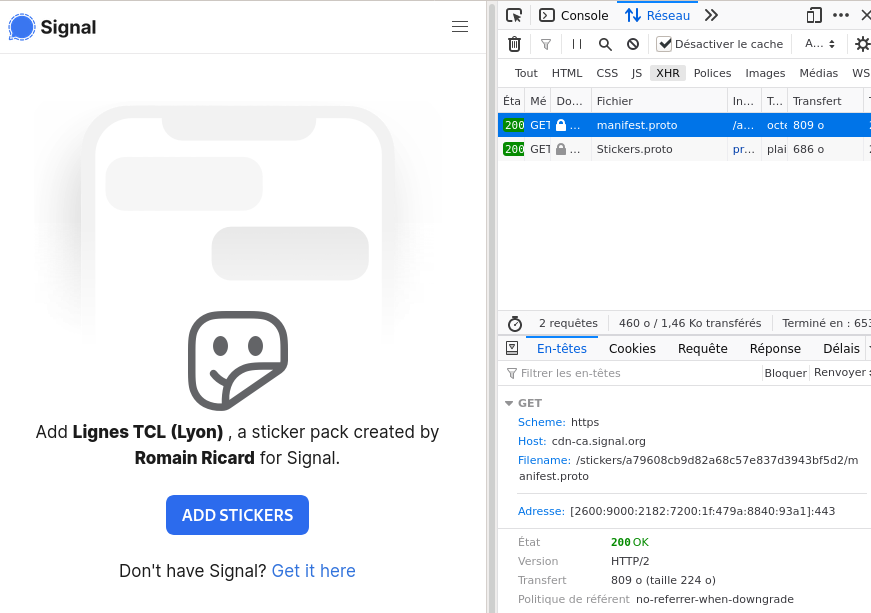 Signal
Add Lignes TCL (Lyon) , a sticker pack created by
Romain Ricard for Signal.
ADD STICKERS
Don't have Signal? Get it here
Console Réseau
Désactiver le cache A...
Tout HTML CSS JS XHR Polices Images Médias WS
Éta Mé Do... Fichier In... T... Transfert
200 GET ... manifest.proto /a... octe 809 o
200 GET ... Stickers.proto pr... plai 686 o
2 requêtes 460 o / 1,46 Ko transférés Terminé en : 653
En-têtes Cookies Requête Réponse Délais
Filtrer les en-têtes Bloquer Renvoyer
GET
Scheme: https
Host: cdn-ca.signal.org
Filename: /stickers/a79608cb9d82a68c57e837d3943bf5d2/m
anifest.proto
Adresse: [2600:9000:2182:7200:1f:479a:8840:93a1]:443
État 200 OK
Version HTTP/2
Transfert 809 o (taille 224 o)
Politique de référent no-referrer-when-downgrade